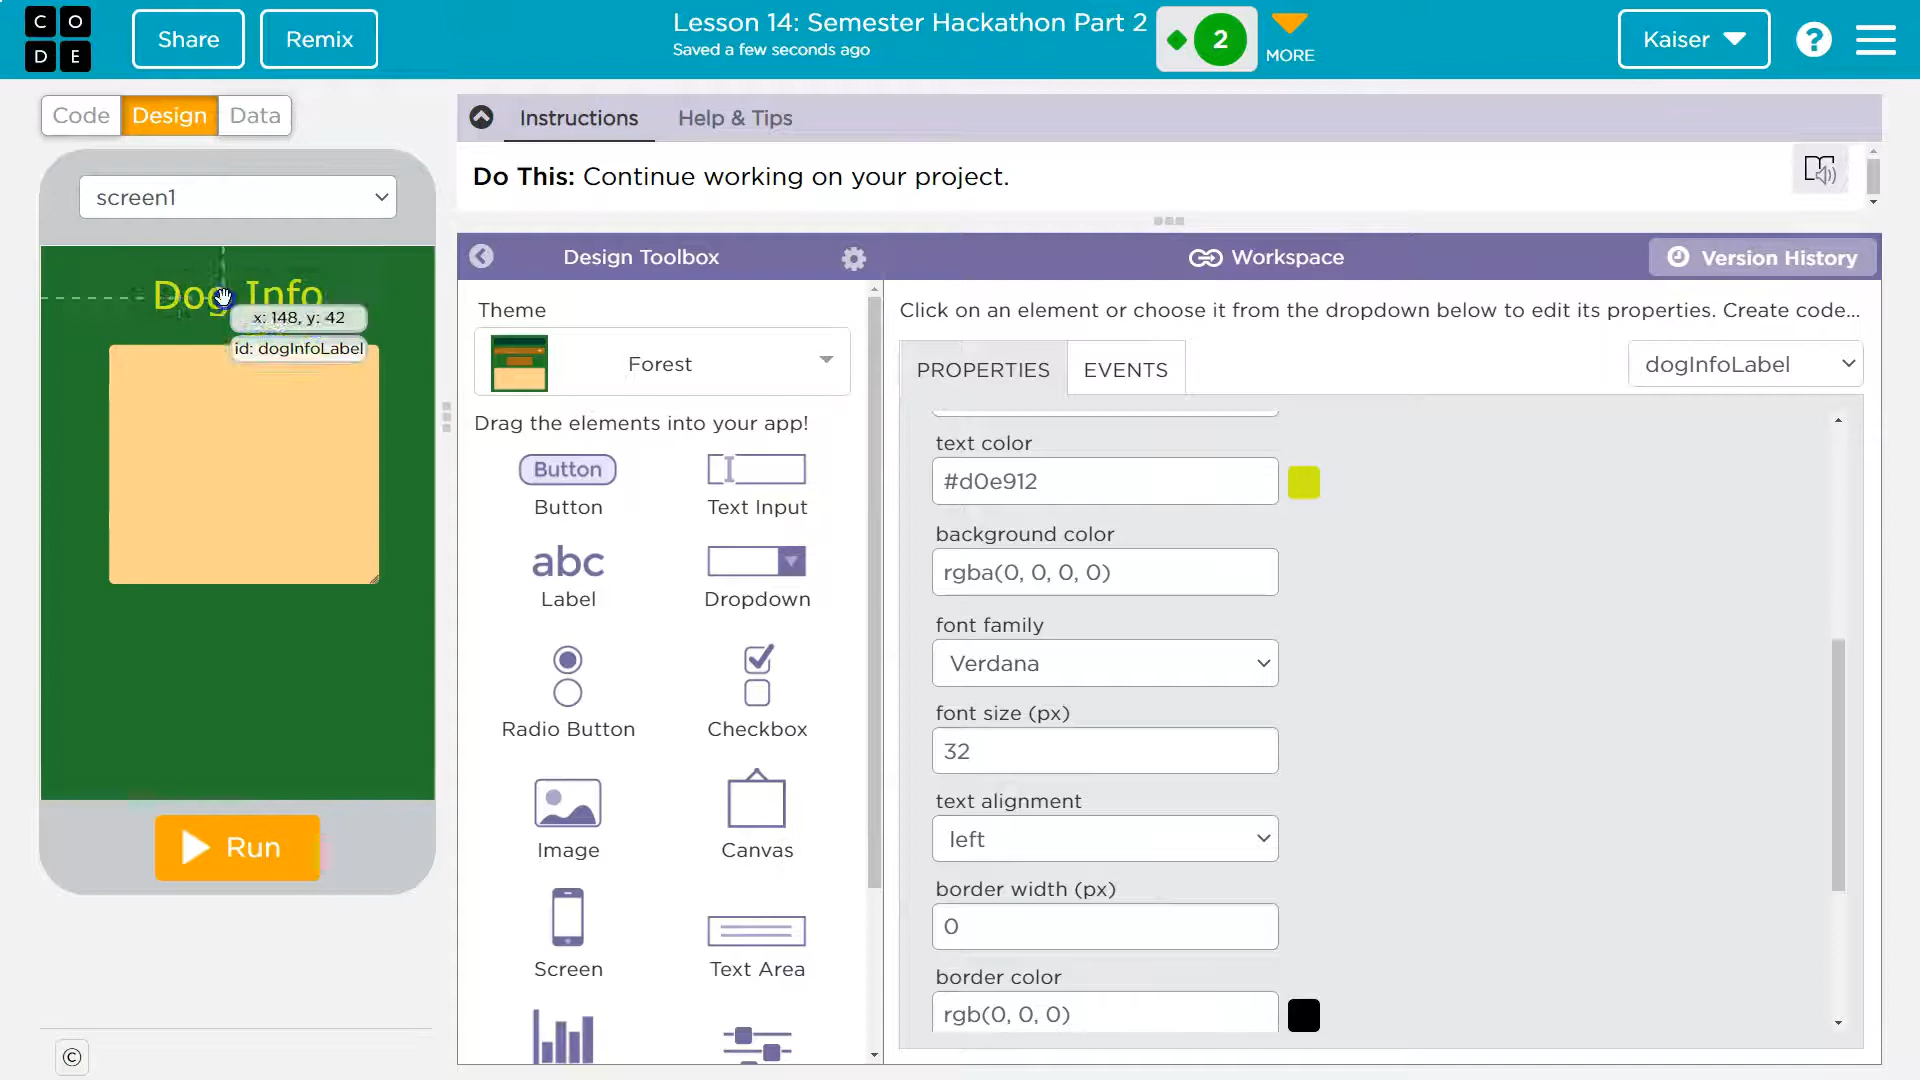 CODE
Share
Remix
Lesson 14: Semester Hackathon Part 2
Saved a few seconds ago
2
MORE
Kaiser
?
Code
Design
Data
Instructions
Help & Tips
Do This: Continue working on your project.
screen1
Dog Info
x: 148, y: 42
id: dogInfoLabel
Run
©
Design Toolbox
Workspace
Version History
Theme
Forest
Drag the elements into your app!
Button
Button
Text Input
abc
Label
Dropdown
Radio Button
Checkbox
Image
Canvas
Screen
Text Area
Click on an element or choose it from the dropdown below to edit its properties. Create code...
PROPERTIES
EVENTS
dogInfoLabel
text color
#d0e912
background color
rgba(0, 0, 0, 0)
font family
Verdana
font size (px)
32
text alignment
left
border width (px)
0
border color
rgb(0, 0, 0)